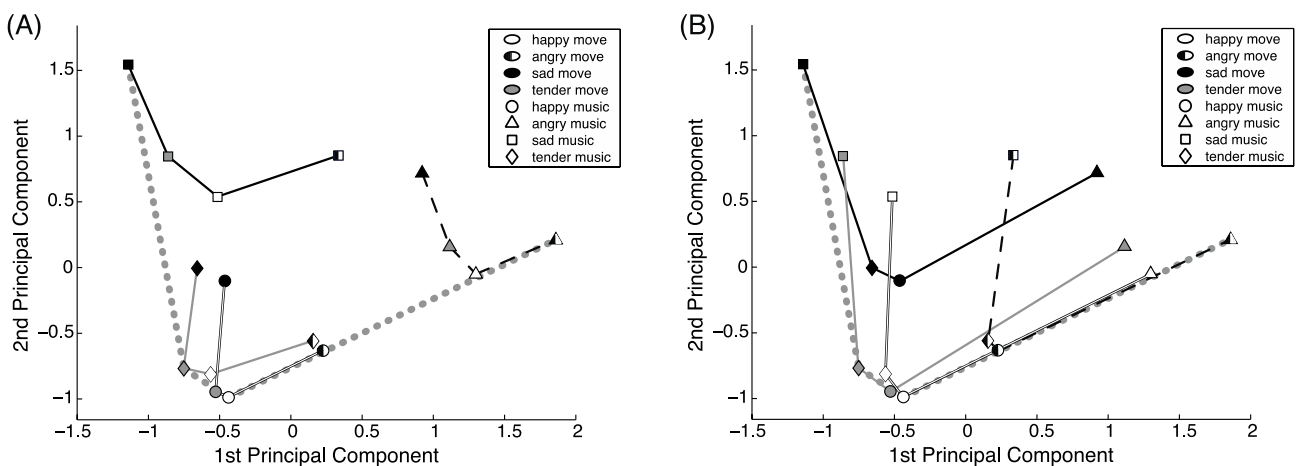 (A)
happy move
angry move
sad move
tender move
happy music
angry music
sad music
tender music
1.5
1
0.5
0
−0.5
−1
2nd Principal Component
−1.5
−1
−0.5
0
0.5
1
1.5
2
1st Principal Component
(B)
happy move
angry move
sad move
tender move
happy music
angry music
sad music
tender music
1.5
1
0.5
0
−0.5
−1
2nd Principal Component
−1.5
−1
−0.5
0
0.5
1
1.5
2
1st Principal Component